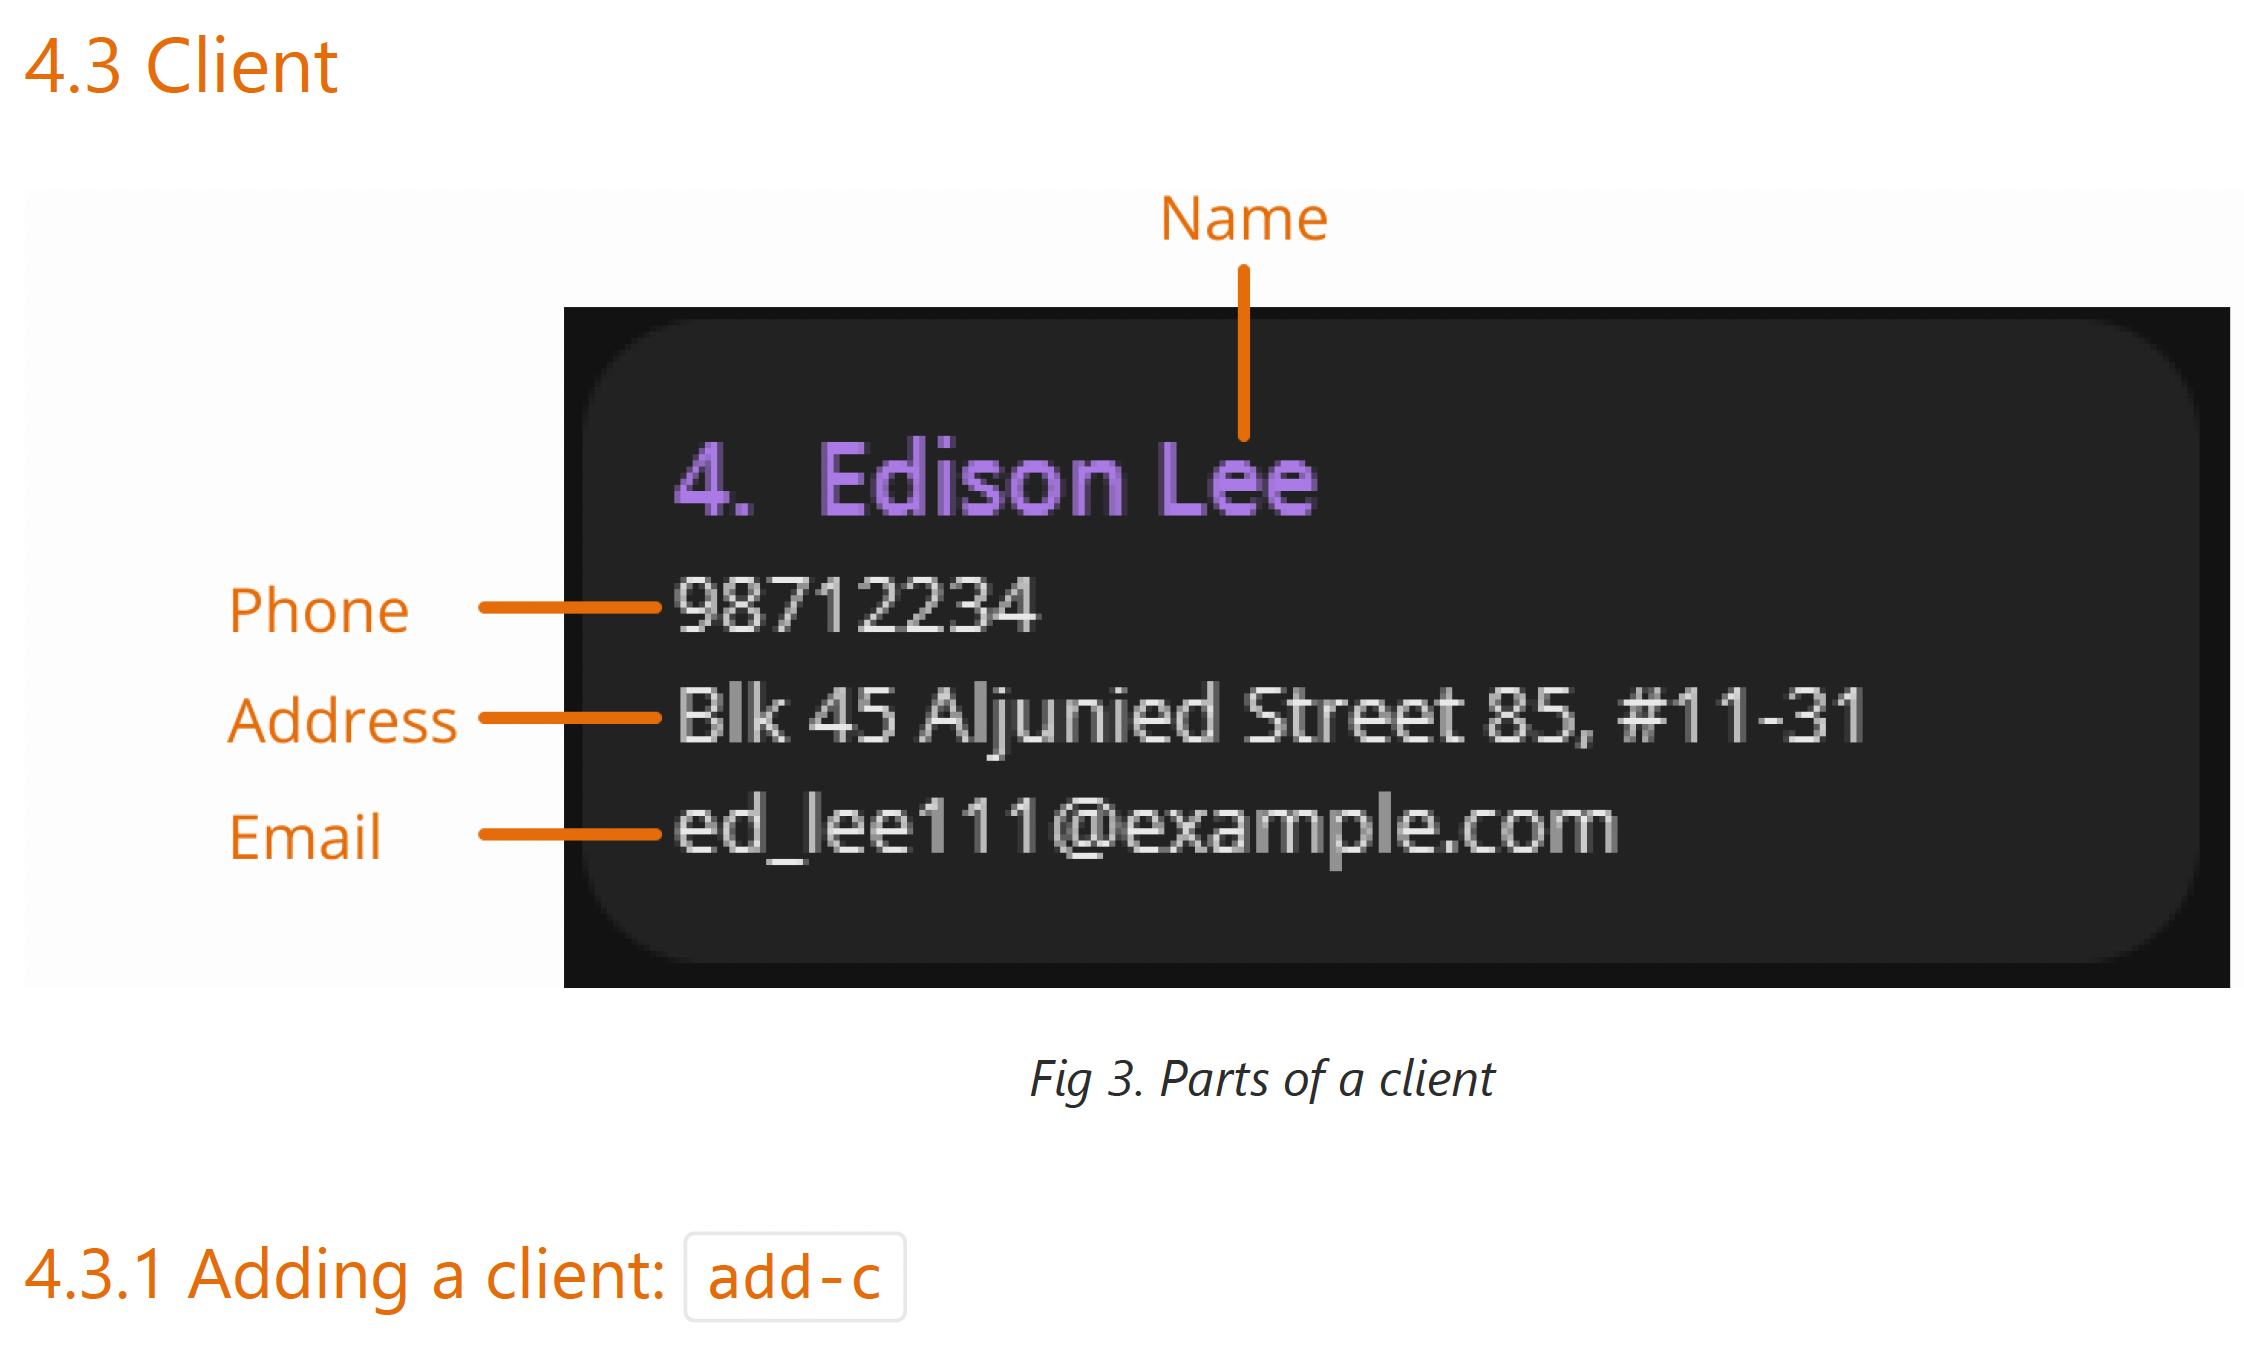 4.3 Client
Name
4. Edison Lee
Phone 98712234
Address Blk 45 Aljunied Street 85, #11-31
Email ed_lee111@example.com
Fig 3. Parts of a client
4.3.1 Adding a client: add-c